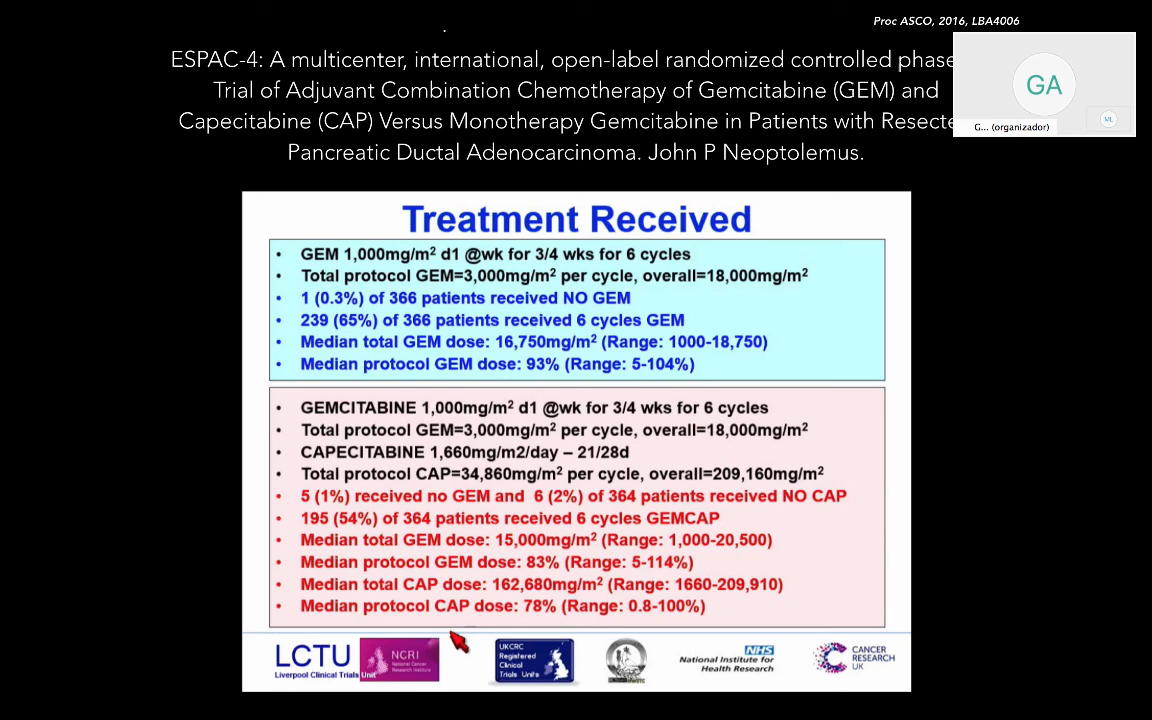 Proc ASCO, 2016, LBA4006
ESPAC-4: A multicenter, international, open-label randomized controlled phase
Trial of Adjuvant Combination Chemotherapy of Gemcitabine (GEM) and
Capecitabine (CAP) Versus Monotherapy Gemcitabine in Patients with Resecte
Pancreatic Ductal Adenocarcinoma. John P Neoptolemus.
GA
ML
G... (organizador)
Treatment Received
• GEM 1,000mg/m² d1 @wk for 3/4 wks for 6 cycles
• Total protocol GEM=3,000mg/m² per cycle, overall=18,000mg/m²
• 1 (0.3%) of 366 patients received NO GEM
• 239 (65%) of 366 patients received 6 cycles GEM
• Median total GEM dose: 16,750mg/m² (Range: 1000-18,750)
• Median protocol GEM dose: 93% (Range: 5-104%)
• GEMCITABINE 1,000mg/m² d1 @wk for 3/4 wks for 6 cycles
• Total protocol GEM=3,000mg/m² per cycle, overall=18,000mg/m²
• CAPECITABINE 1,660mg/m2/day – 21/28d
• Total protocol CAP=34,860mg/m² per cycle, overall=209,160mg/m²
• 5 (1%) received no GEM and 6 (2%) of 364 patients received NO CAP
• 195 (54%) of 364 patients received 6 cycles GEMCAP
• Median total GEM dose: 15,000mg/m² (Range: 1,000-20,500)
• Median protocol GEM dose: 83% (Range: 5-114%)
• Median total CAP dose: 162,680mg/m² (Range: 1660-209,910)
• Median protocol CAP dose: 78% (Range: 0.8-100%)
LCTU
Liverpool Clinical Trials Unit
NCRI
National Cancer
Research Institute
UKCRC
Registered
Clinical
Trials Units
NHS
National Institute for
Health Research
CANCER
RESEARCH
UK